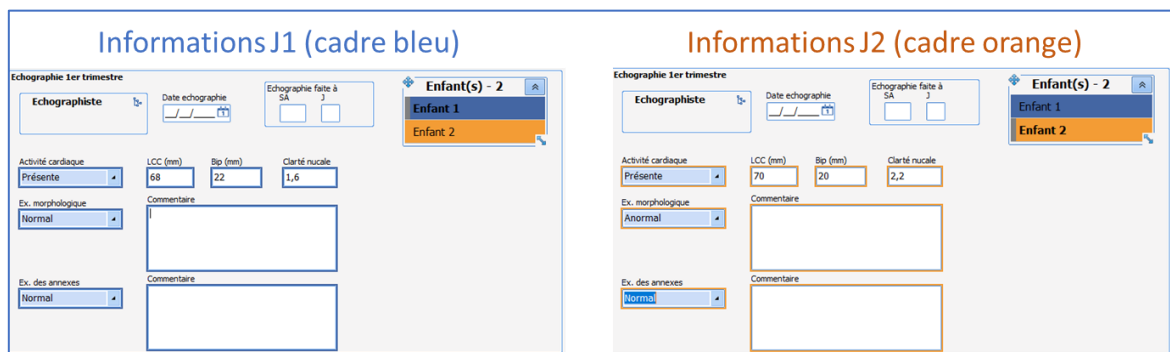 Informations J1 (cadre bleu)
Echographie 1er trimestre
Echographiste
Date echographie
__/__/____
Echographie faite à
SA J
Enfant(s) - 2
Enfant 1
Enfant 2
Activité cardiaque
Présente
LCC (mm)
68
Bip (mm)
22
Clarté nucale
1,6
Ex. morphologique
Normal
Commentaire
Ex. des annexes
Normal
Commentaire
Informations J2 (cadre orange)
Echographie 1er trimestre
Echographiste
Date echographie
__/__/____
Echographie faite à
SA J
Enfant(s) - 2
Enfant 1
Enfant 2
Activité cardiaque
Présente
LCC (mm)
70
Bip (mm)
20
Clarté nucale
2,2
Ex. morphologique
Anormal
Commentaire
Ex. des annexes
Normal
Commentaire